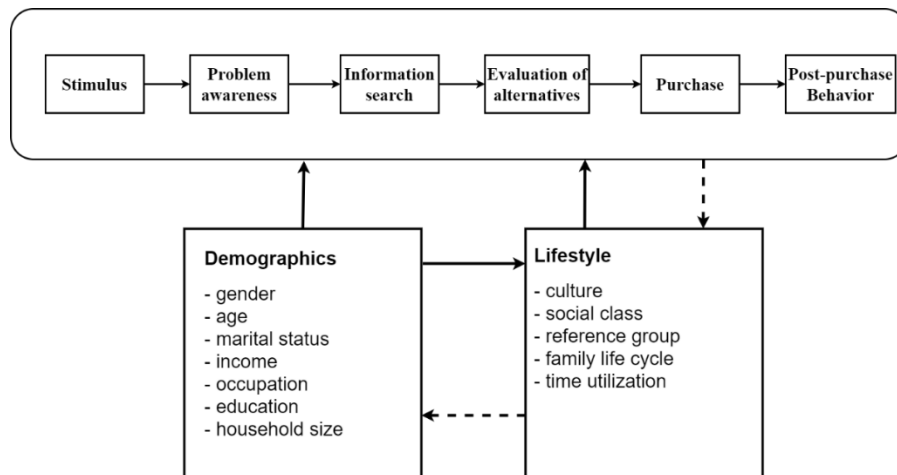 Stimulus
Problem
awareness
Information
search
Evaluation of
alternatives
Purchase
Post-purchase
Behavior
Demographics
- gender
- age
- marital status
- income
- occupation
- education
- household size
Lifestyle
- culture
- social class
- reference group
- family life cycle
- time utilization